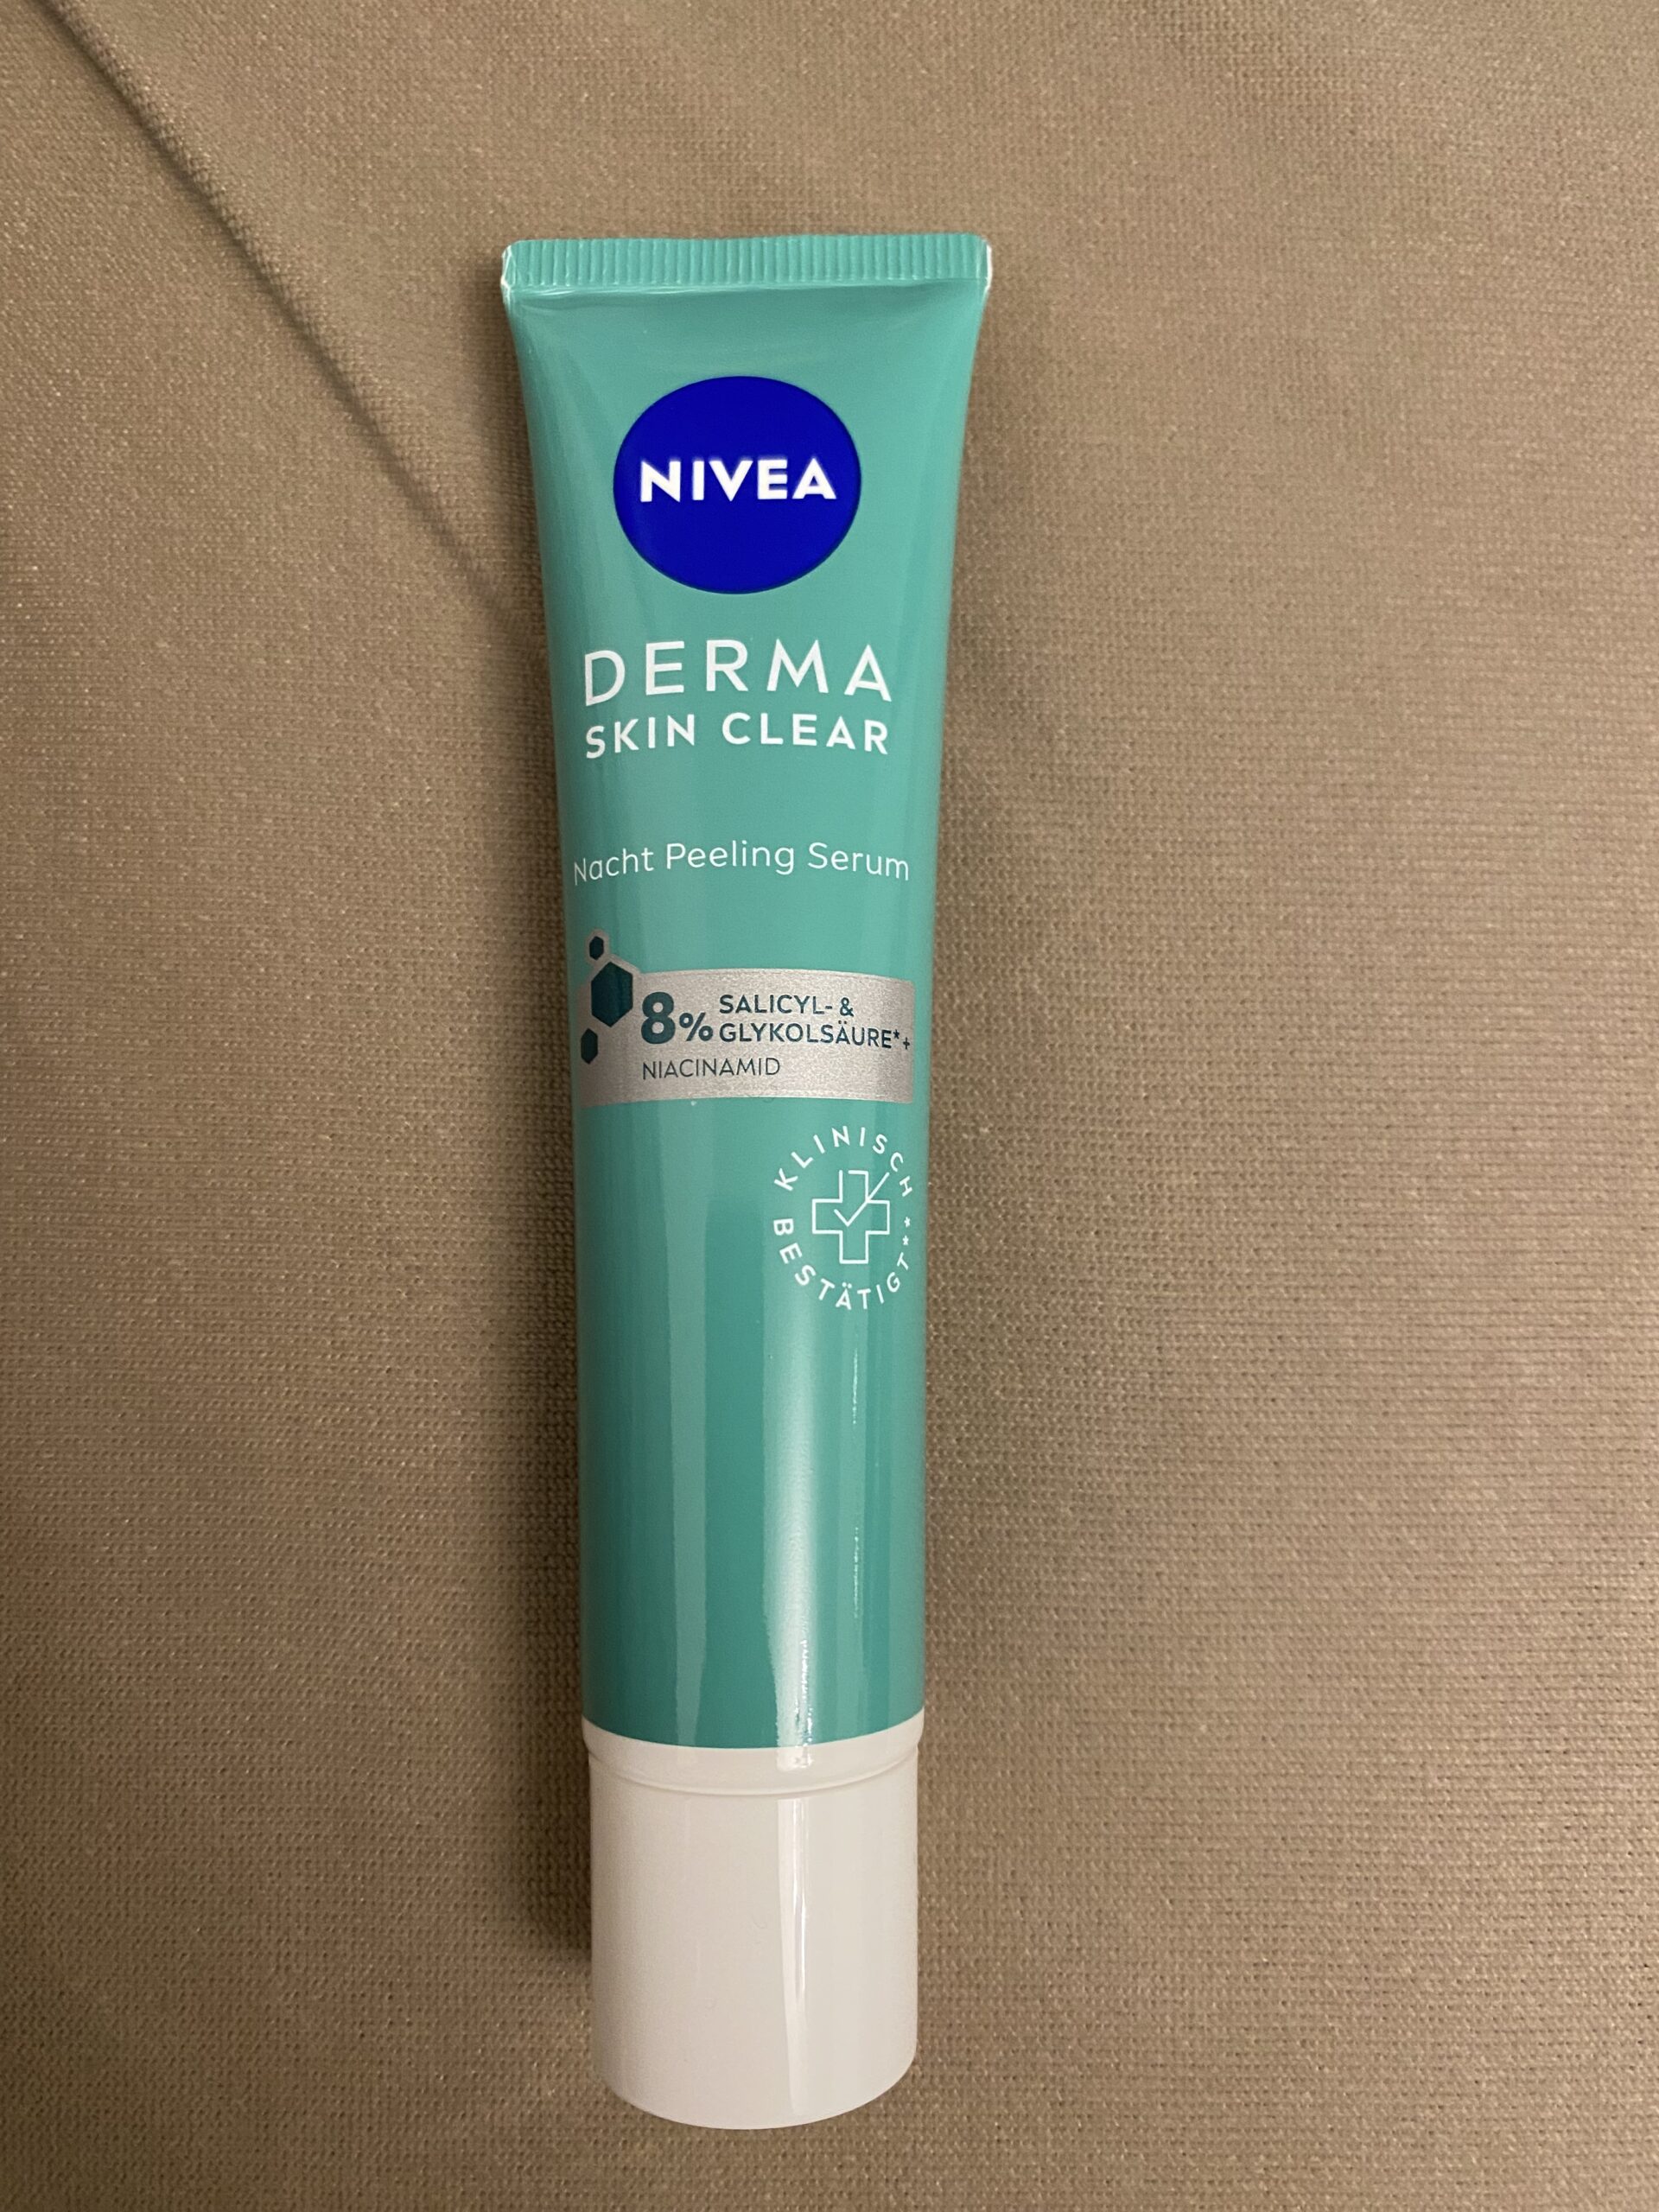 NIVEA
DERMA
SKIN CLEAR
Nacht Peeling Serum
8% SALICYL- &
GLYKOLSÄURE*+
NIACINAMID
KLINISCH
BESTÄTIGT**